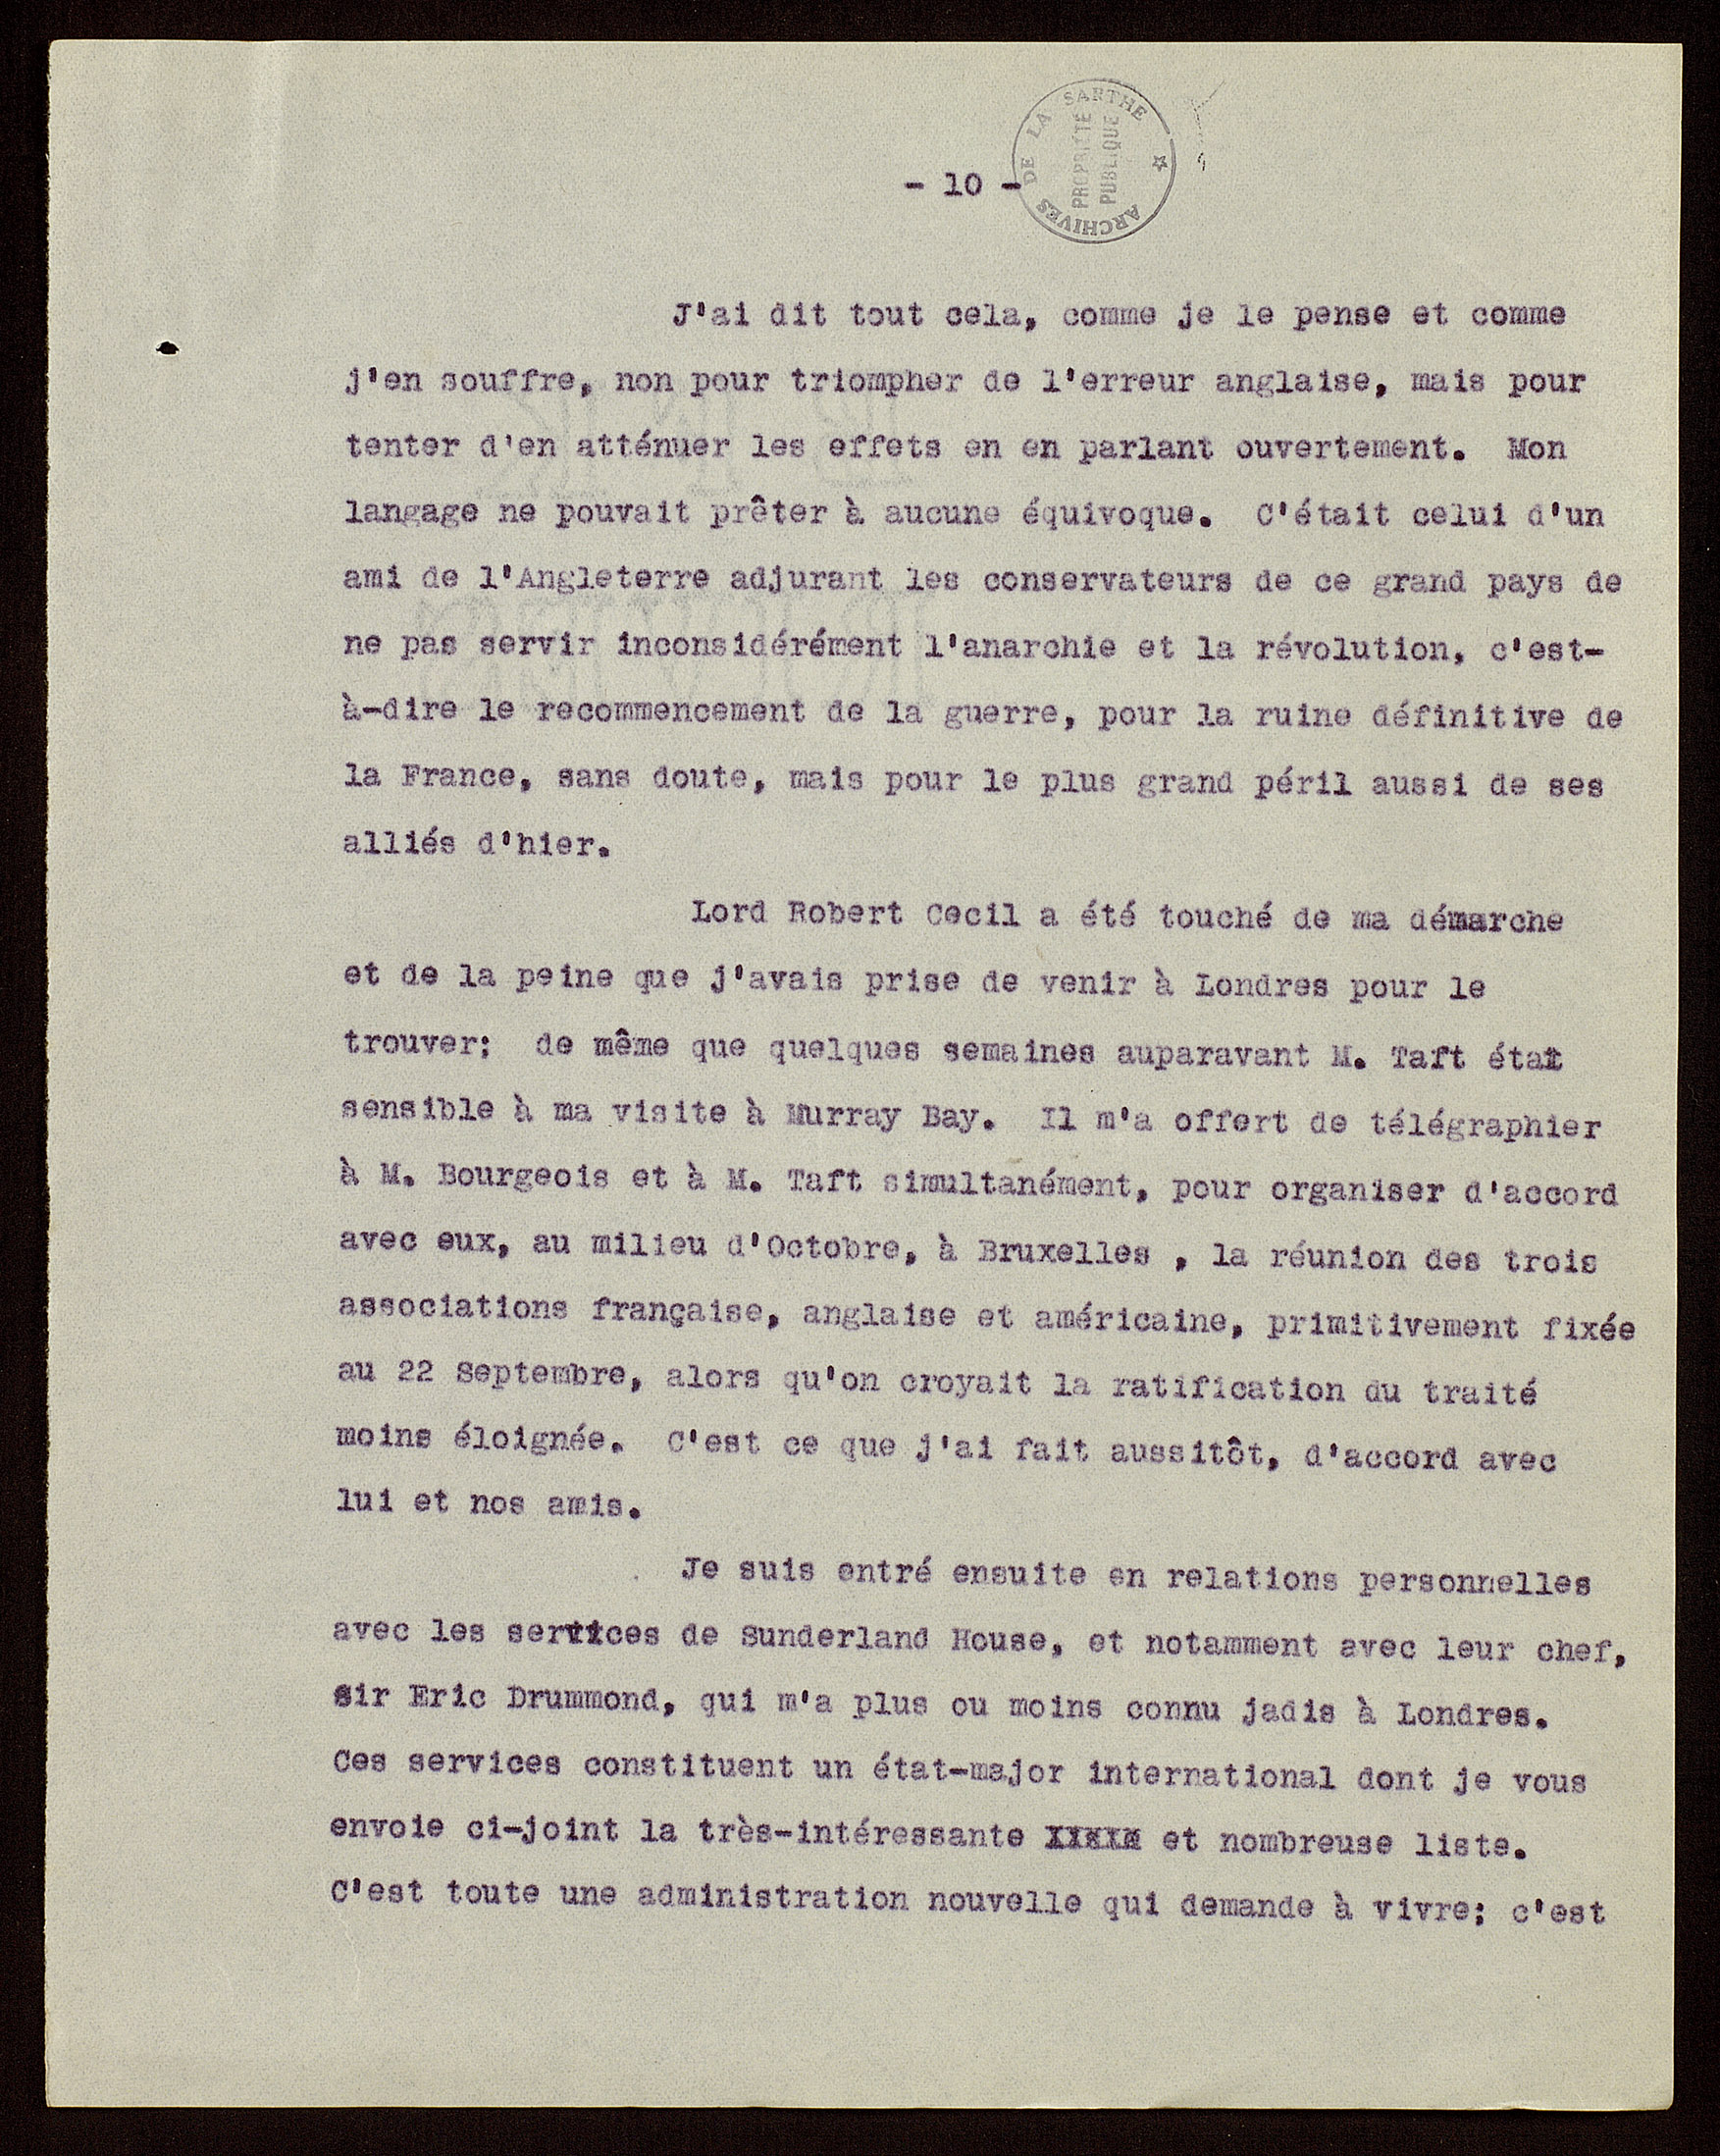 ARCHIVES DE LA SARTHE
PROPRIÉTÉ
PUBLIQUE
- 10 -
J'ai dit tout cela, comme je le pense et comme
j'en souffre, non pour triompher de l'erreur anglaise, mais pour
tenter d'en atténuer les effets en en parlant ouvertement. Mon
langage ne pouvait prêter à aucune équivoque. C'était celui d'un
ami de l'Angleterre adjurant les conservateurs de ce grand pays de
ne pas servir inconsidérément l'anarchie et la révolution, c'est-
à-dire le recommencement de la guerre, pour la ruine définitive de
la France, sans doute, mais pour le plus grand péril aussi de ses
alliés d'hier.
Lord Robert Cecil a été touché de ma démarche
et de la peine que j'avais prise de venir à Londres pour le
trouver; de même que quelques semaines auparavant M. Taft était
sensible à ma visite à Murray Bay. Il m'a offert de télégraphier
à M. Bourgeois et à M. Taft simultanément, pour organiser d'accord
avec eux, au milieu d'Octobre, à Bruxelles , la réunion des trois
associations française, anglaise et américaine, primitivement fixée
au 22 Septembre, alors qu'on croyait la ratification du traité
moins éloignée. C'est ce que j'ai fait aussitôt, d'accord avec
lui et nos amis.
Je suis entré ensuite en relations personnelles
avec les services de Sunderland House, et notamment avec leur chef,
Sir Eric Drummond, qui m'a plus ou moins connu jadis à Londres.
Ces services constituent un état-major international dont je vous
envoie ci-joint la très-intéressante et nombreuse liste.
C'est toute une administration nouvelle qui demande à vivre; c'est